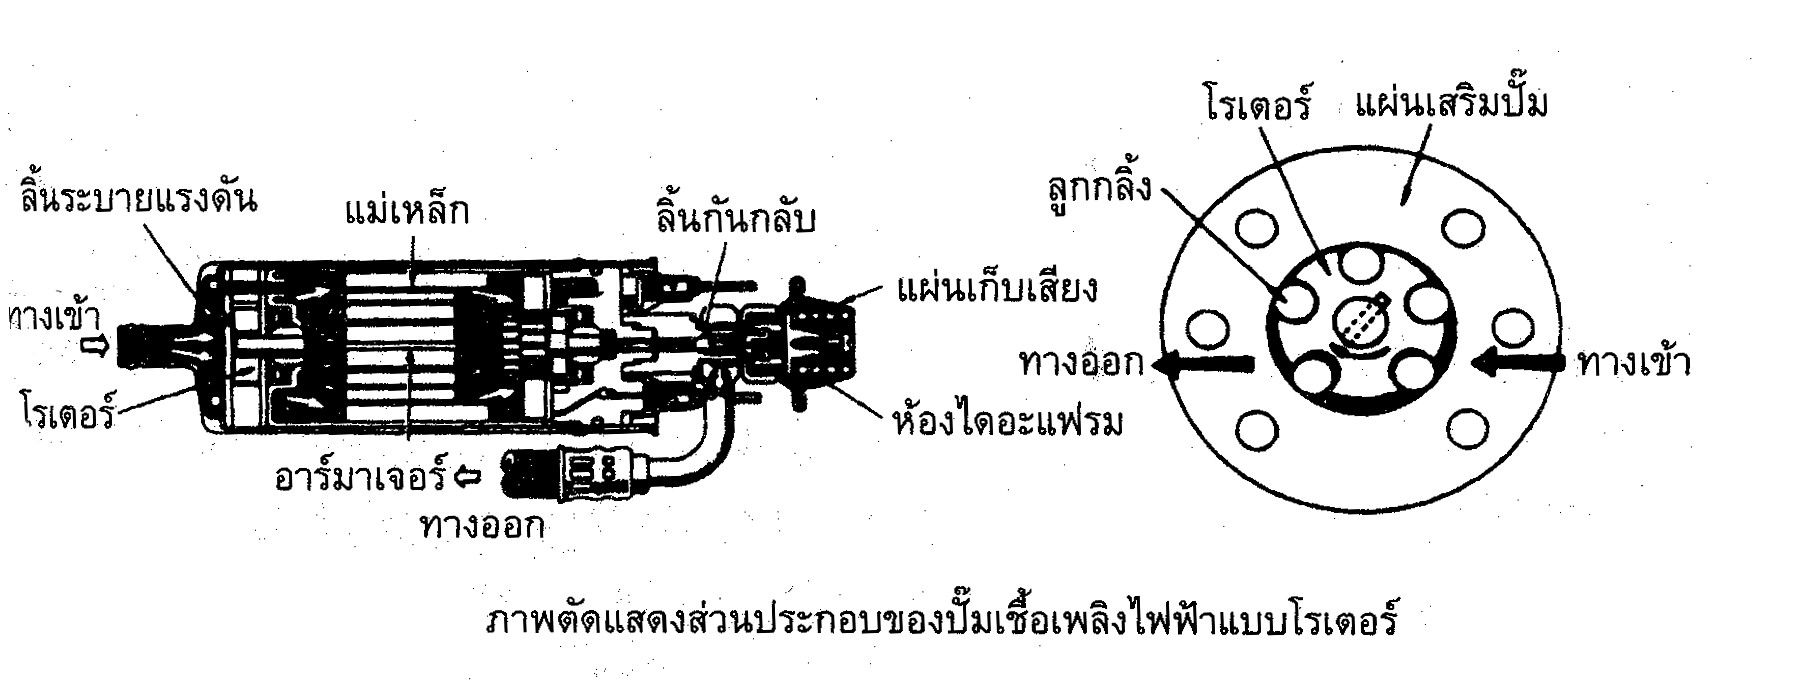 ลิ้นระบายแรงดัน
แม่เหล็ก
ลิ้นกันกลับ
แผ่นเก็บเสียง
ทางเข้า
โรเตอร์
ห้องไดอะแฟรม
อาร์มาเจอร์
ทางออก
โรเตอร์
แผ่นเสริมปั๊ม
ลูกกลิ้ง
ทางออก
ทางเข้า
ภาพตัดแสดงส่วนประกอบของปั๊มเชื้อเพลิงไฟฟ้าแบบโรเตอร์